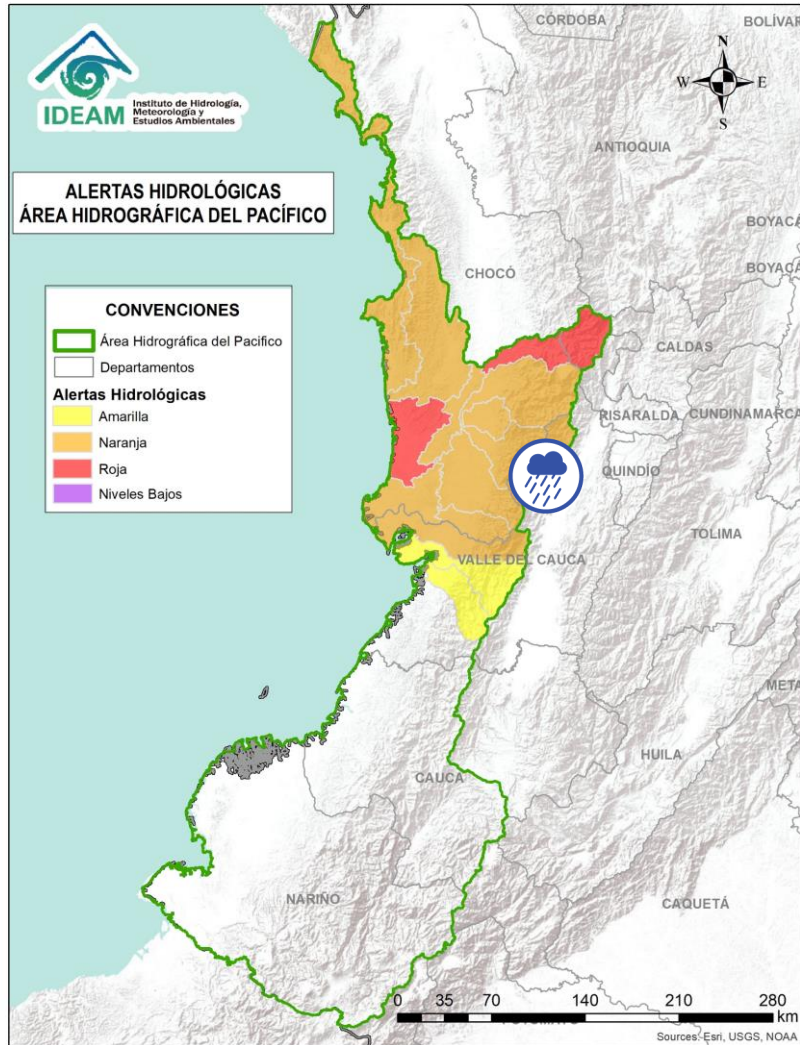 IDEAM
Instituto de Hidrología,
Meteorología y
Estudios Ambientales
ALERTAS HIDROLÓGICAS
ÁREA HIDROGRÁFICA DEL PACÍFICO
CONVENCIONES
Área Hidrográfica del Pacifico
Departamentos
Alertas Hidrológicas
Amarilla
Naranja
Roja
Niveles Bajos
N
W
E
S
CÓRDOBA
BOLÍVAR
ANTIOQUIA
BOYACÁ
BOYACÁ
CHOCÓ
CALDAS
RISARALDA
CUNDINAMARCA
QUINDÍO
TOLIMA
VALLE DEL CAUCA
META
HUILA
CAUCA
NARIÑO
CAQUETÁ
0 35 70 140 210 280
km
Sources: Esri, USGS, NOAA